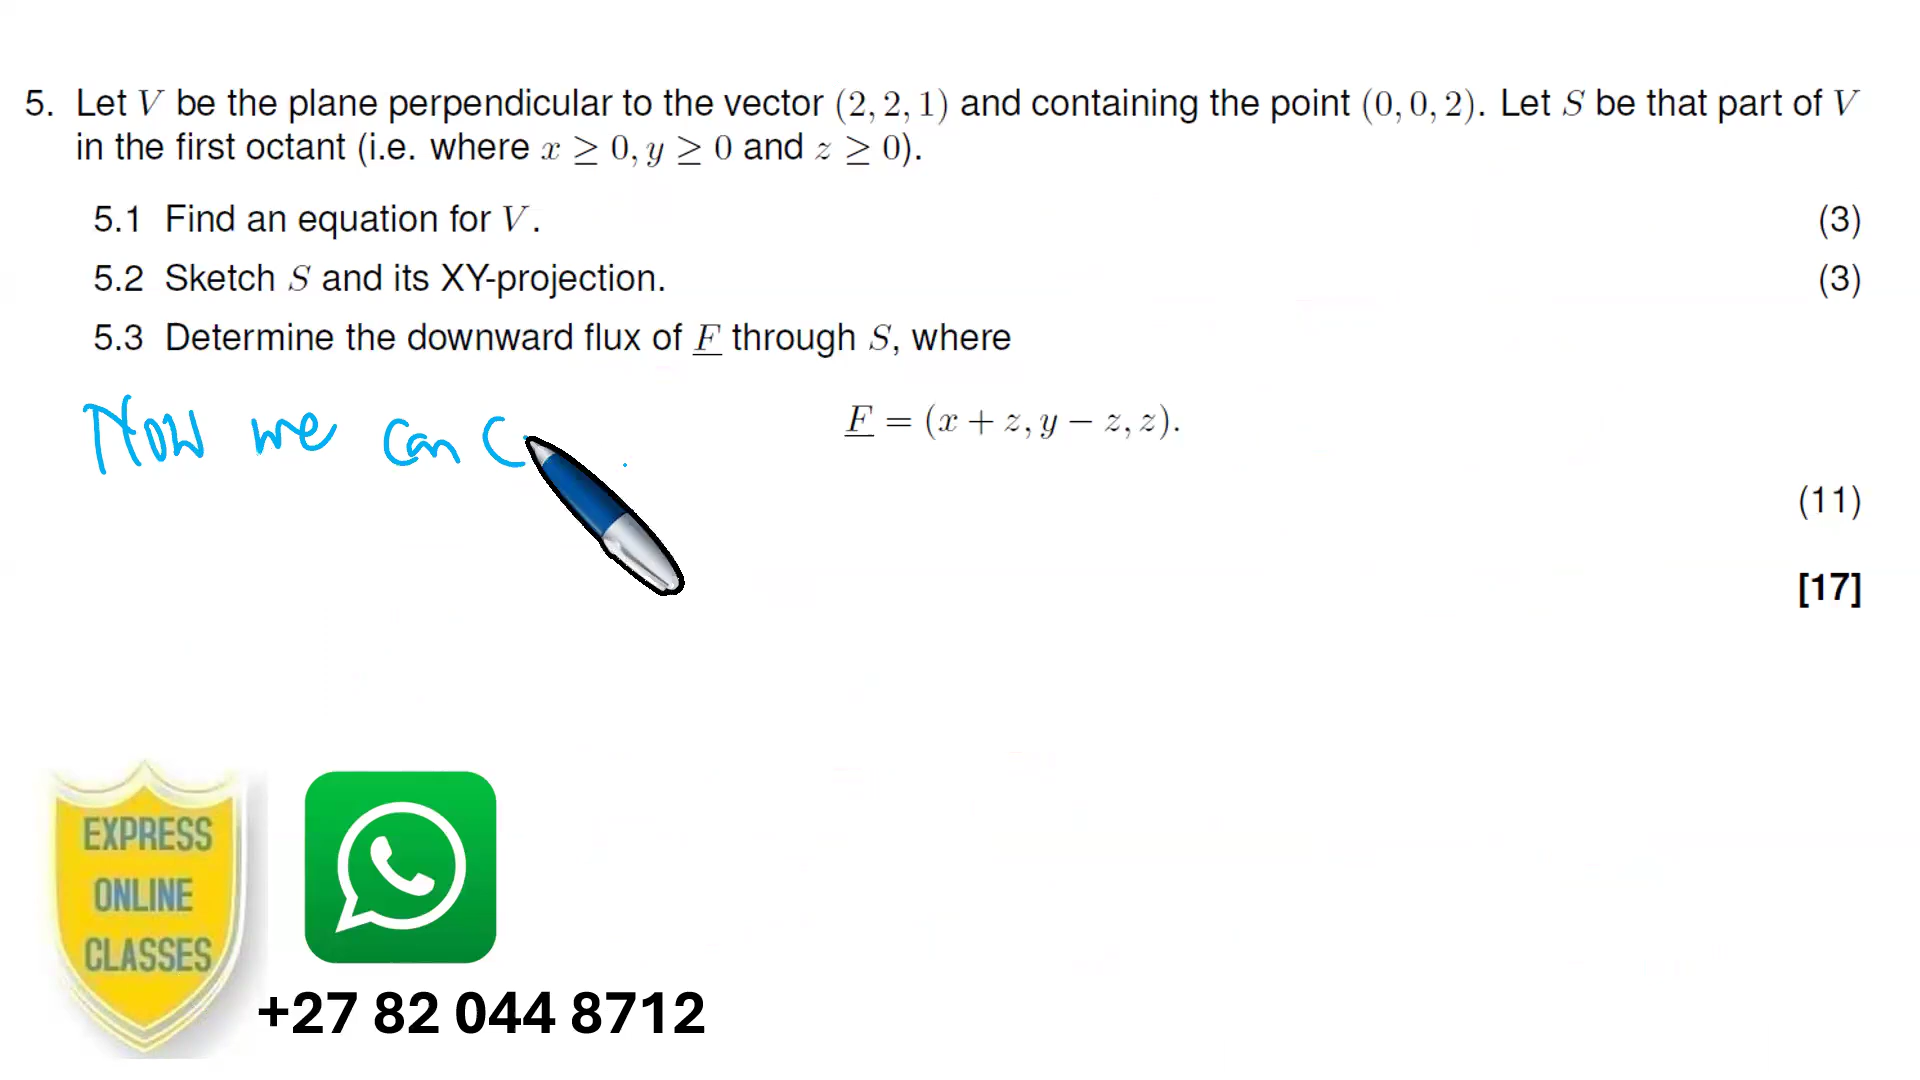 5. Let V be the plane perpendicular to the vector (2, 2, 1) and containing the point (0, 0, 2). Let S be that part of V
in the first octant (i.e. where x ≥ 0, y ≥ 0 and z ≥ 0).
5.1 Find an equation for V. (3)
5.2 Sketch S and its XY-projection. (3)
5.3 Determine the downward flux of F through S, where
F = (x + z, y − z, z).
Now we can C
(11)
[17]
EXPRESS
ONLINE
CLASSES
+27 82 044 8712